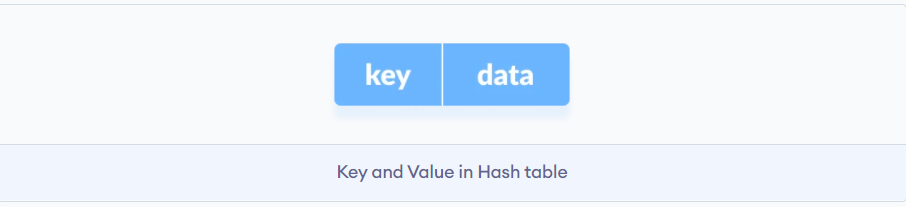 key data
Key and Value in Hash table